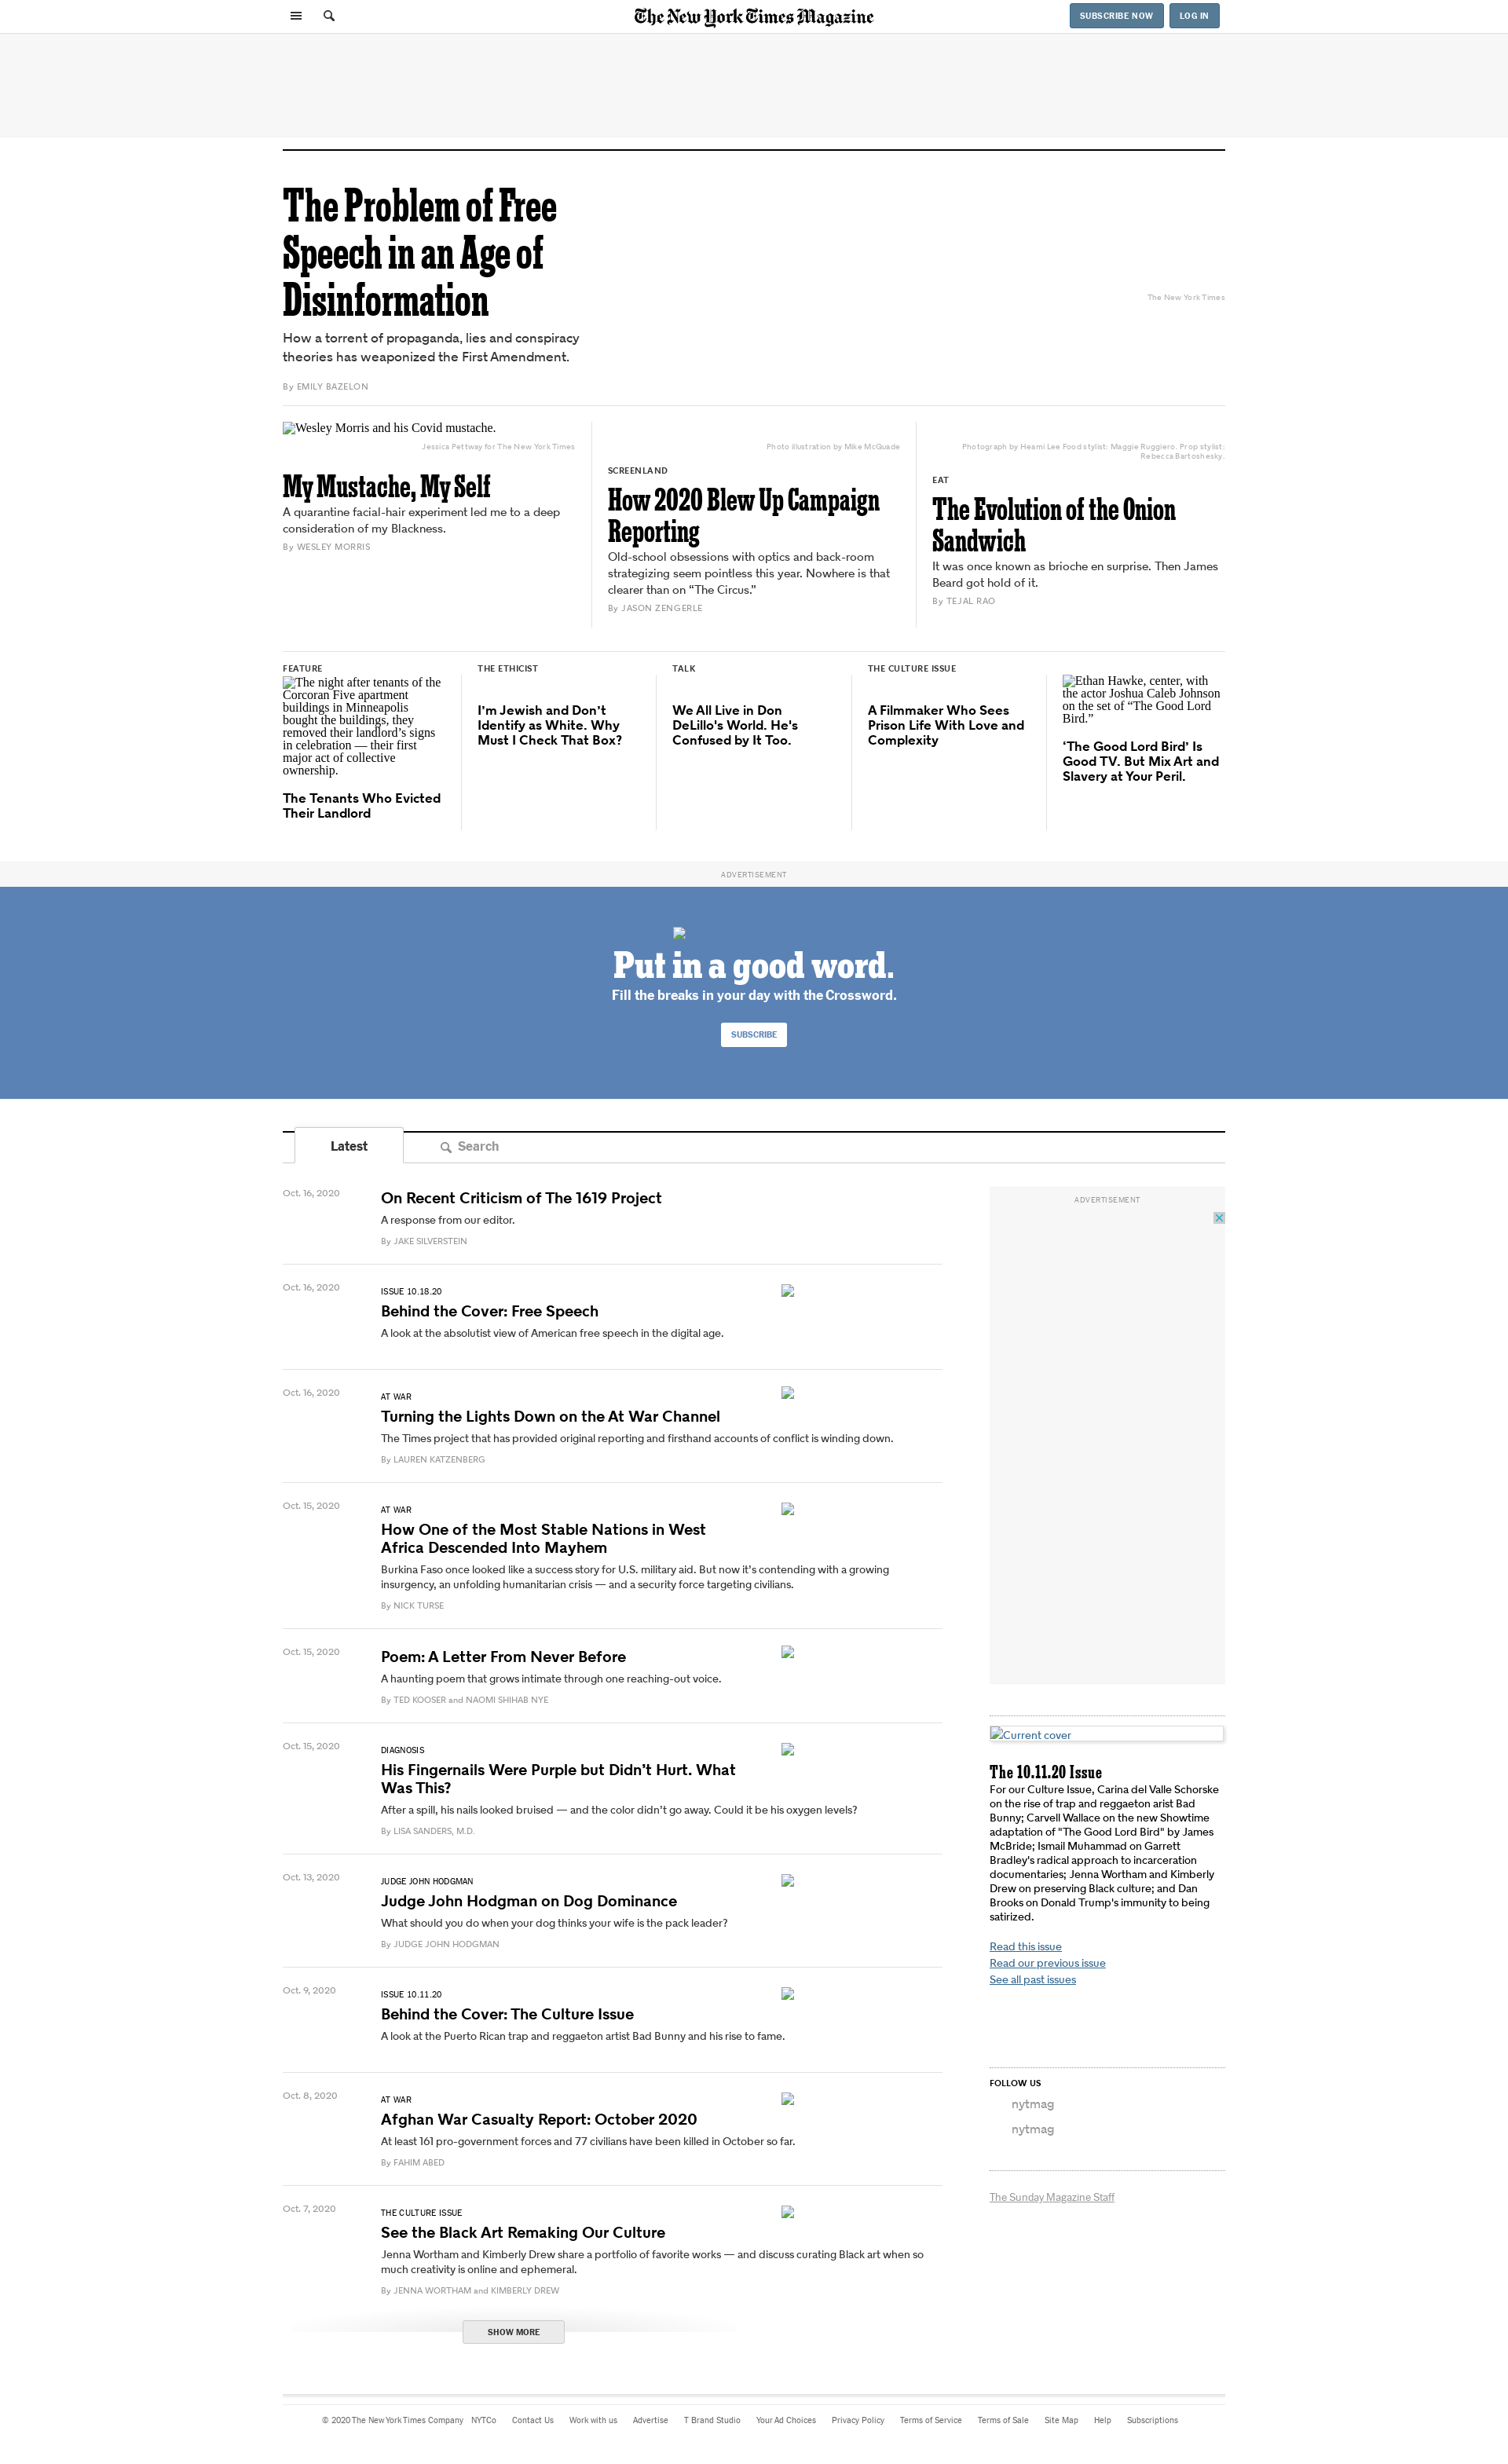 The New York Times Magazine
SUBSCRIBE NOW
LOG IN
The Problem of Free
Speech in an Age of
Disinformation
How a torrent of propaganda, lies and conspiracy
theories has weaponized the First Amendment.
By EMILY BAZELON
The New York Times
Wesley Morris and his Covid mustache.
Jessica Pettway for The New York Times
My Mustache, My Self
A quarantine facial-hair experiment led me to a deep
consideration of my Blackness.
By WESLEY MORRIS
Photo illustration by Mike McQuade
SCREENLAND
How 2020 Blew Up Campaign
Reporting
Old-school obsessions with optics and back-room
strategizing seem pointless this year. Nowhere is that
clearer than on “The Circus.”
By JASON ZENGERLE
Photograph by Heami Lee Food stylist: Maggie Ruggiero. Prop stylist:
Rebecca Bartoshesky.
EAT
The Evolution of the Onion
Sandwich
It was once known as brioche en surprise. Then James
Beard got hold of it.
By TEJAL RAO
FEATURE
The night after tenants of the
Corcoran Five apartment
buildings in Minneapolis
bought the buildings, they
removed their landlord’s signs
in celebration — their first
major act of collective
ownership.
The Tenants Who Evicted
Their Landlord
THE ETHICIST
I’m Jewish and Don’t
Identify as White. Why
Must I Check That Box?
TALK
We All Live in Don
DeLillo's World. He's
Confused by It Too.
THE CULTURE ISSUE
A Filmmaker Who Sees
Prison Life With Love and
Complexity
Ethan Hawke, center, with
the actor Joshua Caleb Johnson
on the set of “The Good Lord
Bird.”
‘The Good Lord Bird’ Is
Good TV. But Mix Art and
Slavery at Your Peril.
ADVERTISEMENT
Put in a good word.
Fill the breaks in your day with the Crossword.
SUBSCRIBE
Latest
Search
Oct. 16, 2020
On Recent Criticism of The 1619 Project
A response from our editor.
By JAKE SILVERSTEIN
Oct. 16, 2020
ISSUE 10.18.20
Behind the Cover: Free Speech
A look at the absolutist view of American free speech in the digital age.
Oct. 16, 2020
AT WAR
Turning the Lights Down on the At War Channel
The Times project that has provided original reporting and firsthand accounts of conflict is winding down.
By LAUREN KATZENBERG
Oct. 15, 2020
AT WAR
How One of the Most Stable Nations in West
Africa Descended Into Mayhem
Burkina Faso once looked like a success story for U.S. military aid. But now it’s contending with a growing
insurgency, an unfolding humanitarian crisis — and a security force targeting civilians.
By NICK TURSE
Oct. 15, 2020
Poem: A Letter From Never Before
A haunting poem that grows intimate through one reaching-out voice.
By TED KOOSER and NAOMI SHIHAB NYE
Oct. 15, 2020
DIAGNOSIS
His Fingernails Were Purple but Didn’t Hurt. What
Was This?
After a spill, his nails looked bruised — and the color didn’t go away. Could it be his oxygen levels?
By LISA SANDERS, M.D.
Oct. 13, 2020
JUDGE JOHN HODGMAN
Judge John Hodgman on Dog Dominance
What should you do when your dog thinks your wife is the pack leader?
By JUDGE JOHN HODGMAN
Oct. 9, 2020
ISSUE 10.11.20
Behind the Cover: The Culture Issue
A look at the Puerto Rican trap and reggaeton artist Bad Bunny and his rise to fame.
Oct. 8, 2020
AT WAR
Afghan War Casualty Report: October 2020
At least 161 pro-government forces and 77 civilians have been killed in October so far.
By FAHIM ABED
Oct. 7, 2020
THE CULTURE ISSUE
See the Black Art Remaking Our Culture
Jenna Wortham and Kimberly Drew share a portfolio of favorite works — and discuss curating Black art when so
much creativity is online and ephemeral.
By JENNA WORTHAM and KIMBERLY DREW
SHOW MORE
ADVERTISEMENT
Current cover
The 10.11.20 Issue
For our Culture Issue, Carina del Valle Schorske
on the rise of trap and reggaeton arist Bad
Bunny; Carvell Wallace on the new Showtime
adaptation of "The Good Lord Bird" by James
McBride; Ismail Muhammad on Garrett
Bradley's radical approach to incarceration
documentaries; Jenna Wortham and Kimberly
Drew on preserving Black culture; and Dan
Brooks on Donald Trump's immunity to being
satirized.
Read this issue
Read our previous issue
See all past issues
FOLLOW US
nytmag
nytmag
The Sunday Magazine Staff
© 2020 The New York Times Company NYTCo Contact Us Work with us Advertise T Brand Studio Your Ad Choices Privacy Policy Terms of Service Terms of Sale Site Map Help Subscriptions